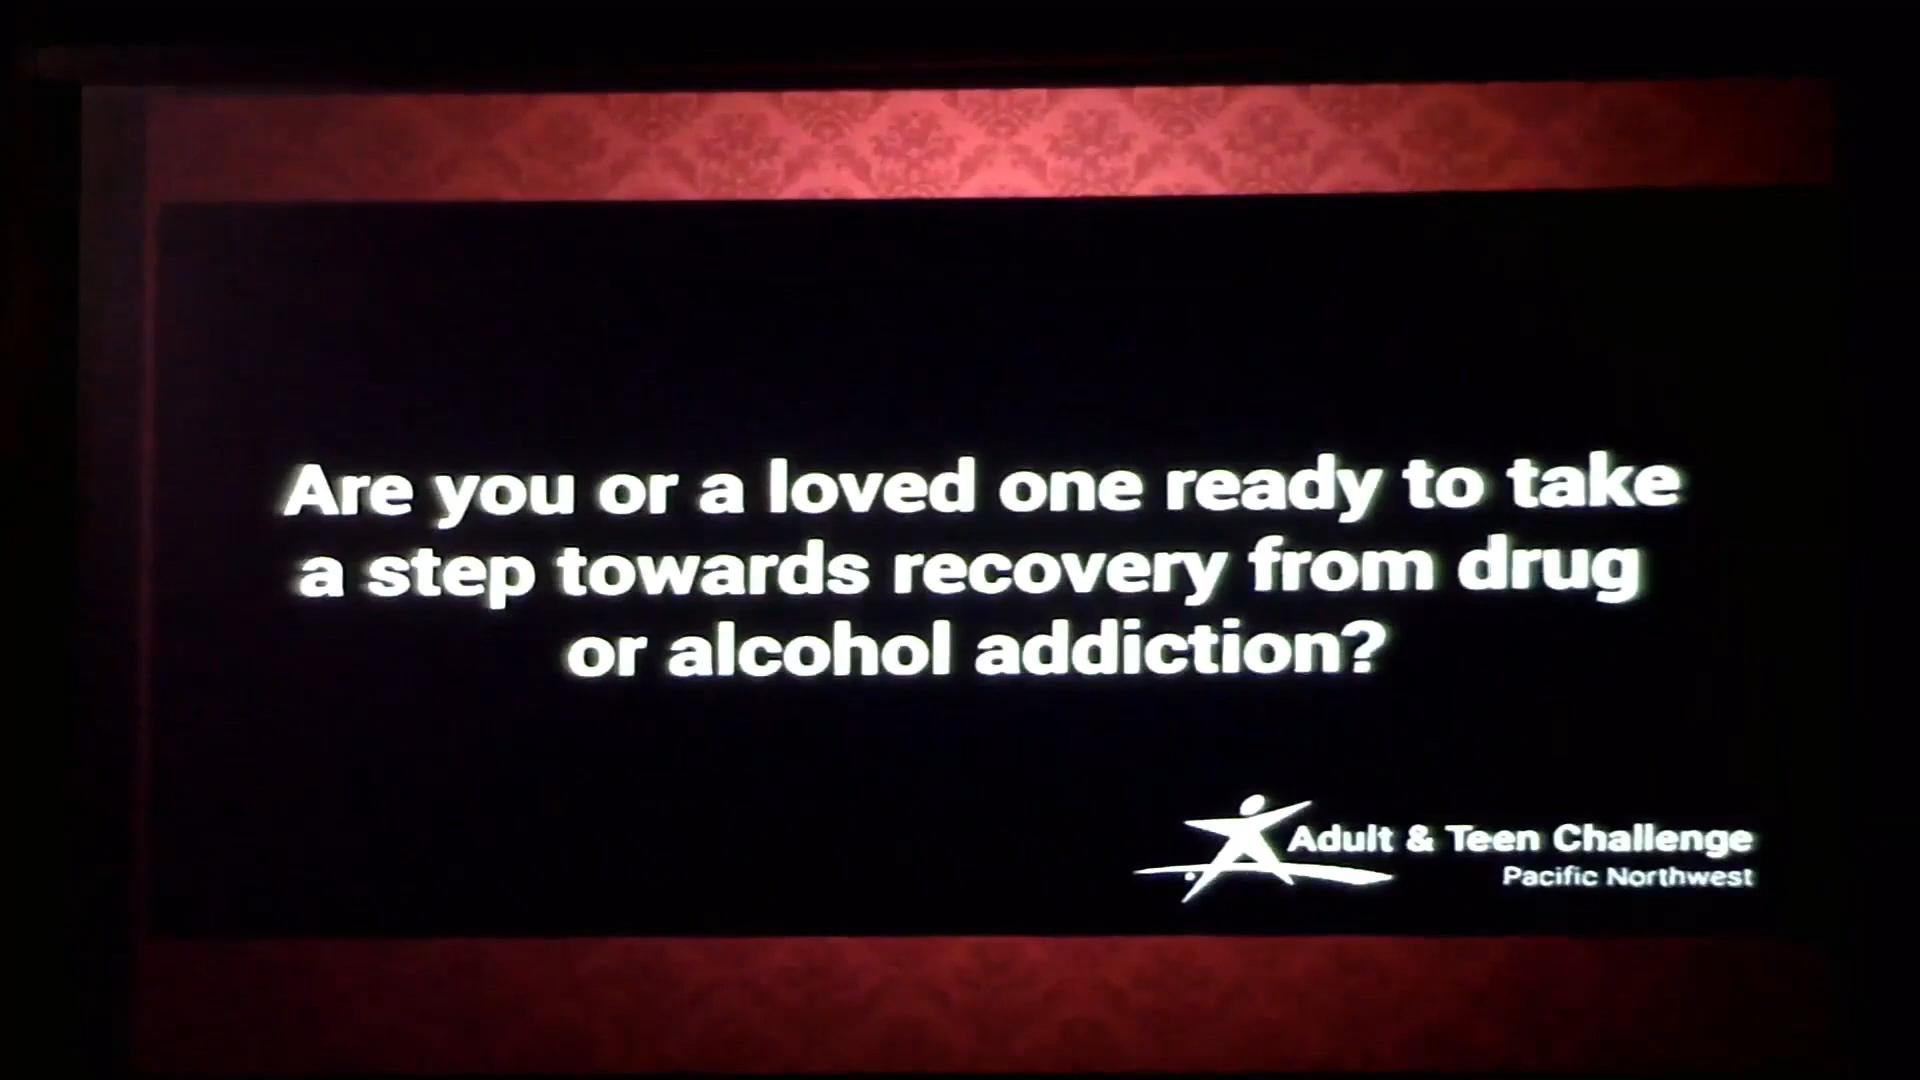 Are you or a loved one ready to take
a step towards recovery from drug
or alcohol addiction?
Adult & Teen Challenge
Pacific Northwest